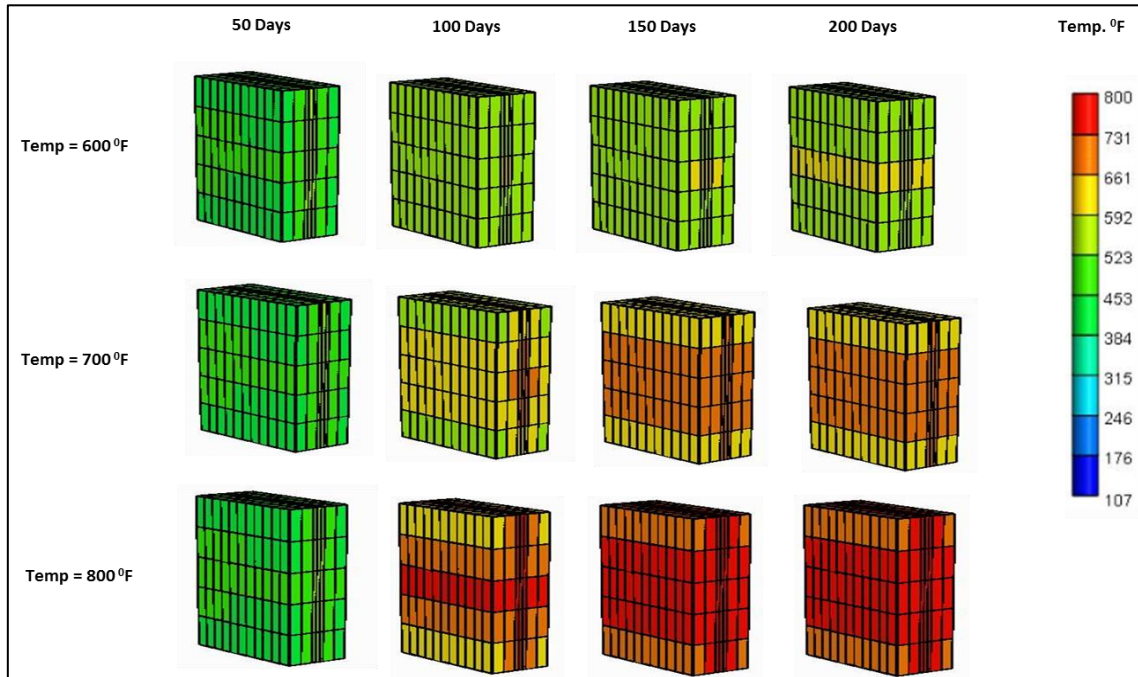 50 Days 100 Days 150 Days 200 Days Temp. ⁰F
Temp = 600 ⁰F
Temp = 700 ⁰F
Temp = 800 ⁰F
800
731
661
592
523
453
384
315
246
176
107